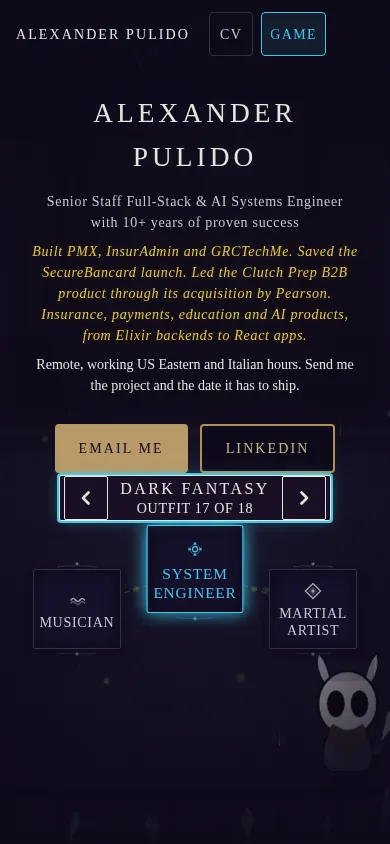 ALEXANDER PULIDO
CV
GAME
ALEXANDER
PULIDO
Senior Staff Full-Stack & AI Systems Engineer
with 10+ years of proven success
Built PMX, InsurAdmin and GRCTechMe. Saved the
SecureBancard launch. Led the Clutch Prep B2B
product through its acquisition by Pearson.
Insurance, payments, education and AI products,
from Elixir backends to React apps.
Remote, working US Eastern and Italian hours. Send me
the project and the date it has to ship.
EMAIL ME
LINKEDIN
DARK FANTASY
OUTFIT 17 OF 18
SYSTEM
ENGINEER
MUSICIAN
MARTIAL
ARTIST